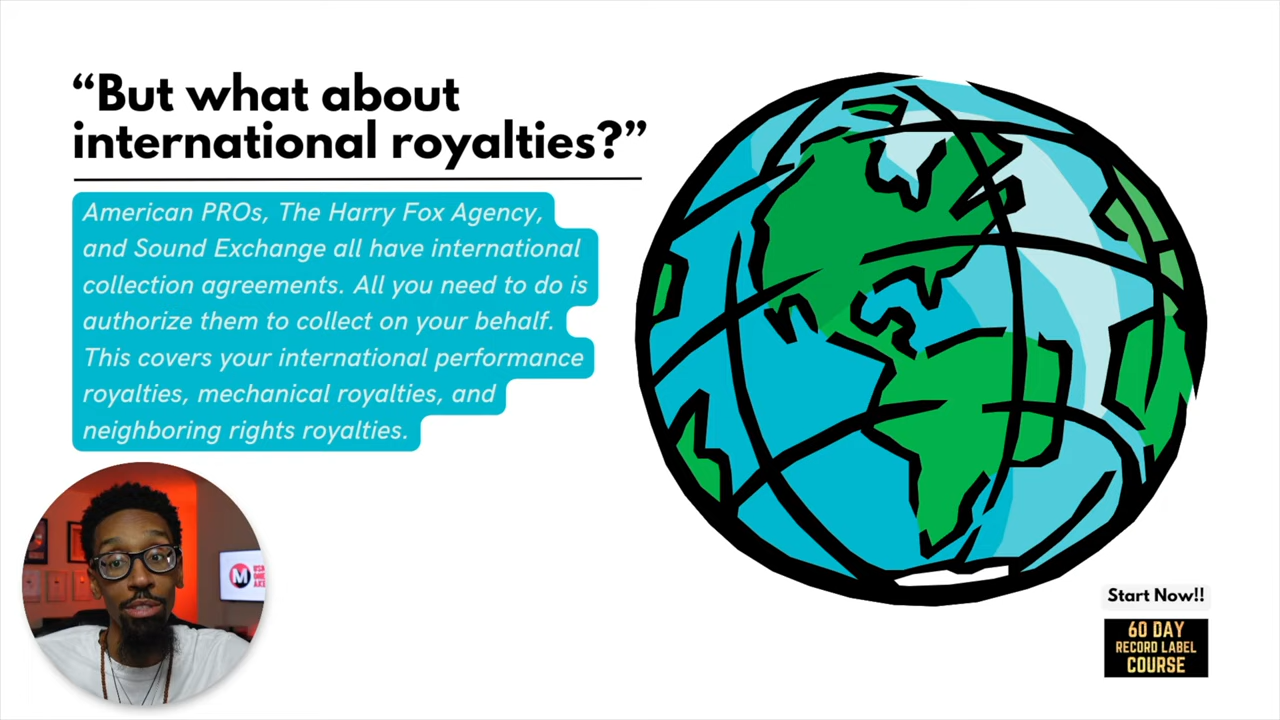 “But what about
international royalties?”
American PROs, The Harry Fox Agency,
and Sound Exchange all have international
collection agreements. All you need to do is
authorize them to collect on your behalf.
This covers your international performance
royalties, mechanical royalties, and
neighboring rights royalties.
M
Start Now!!
60 DAY
RECORD LABEL
COURSE